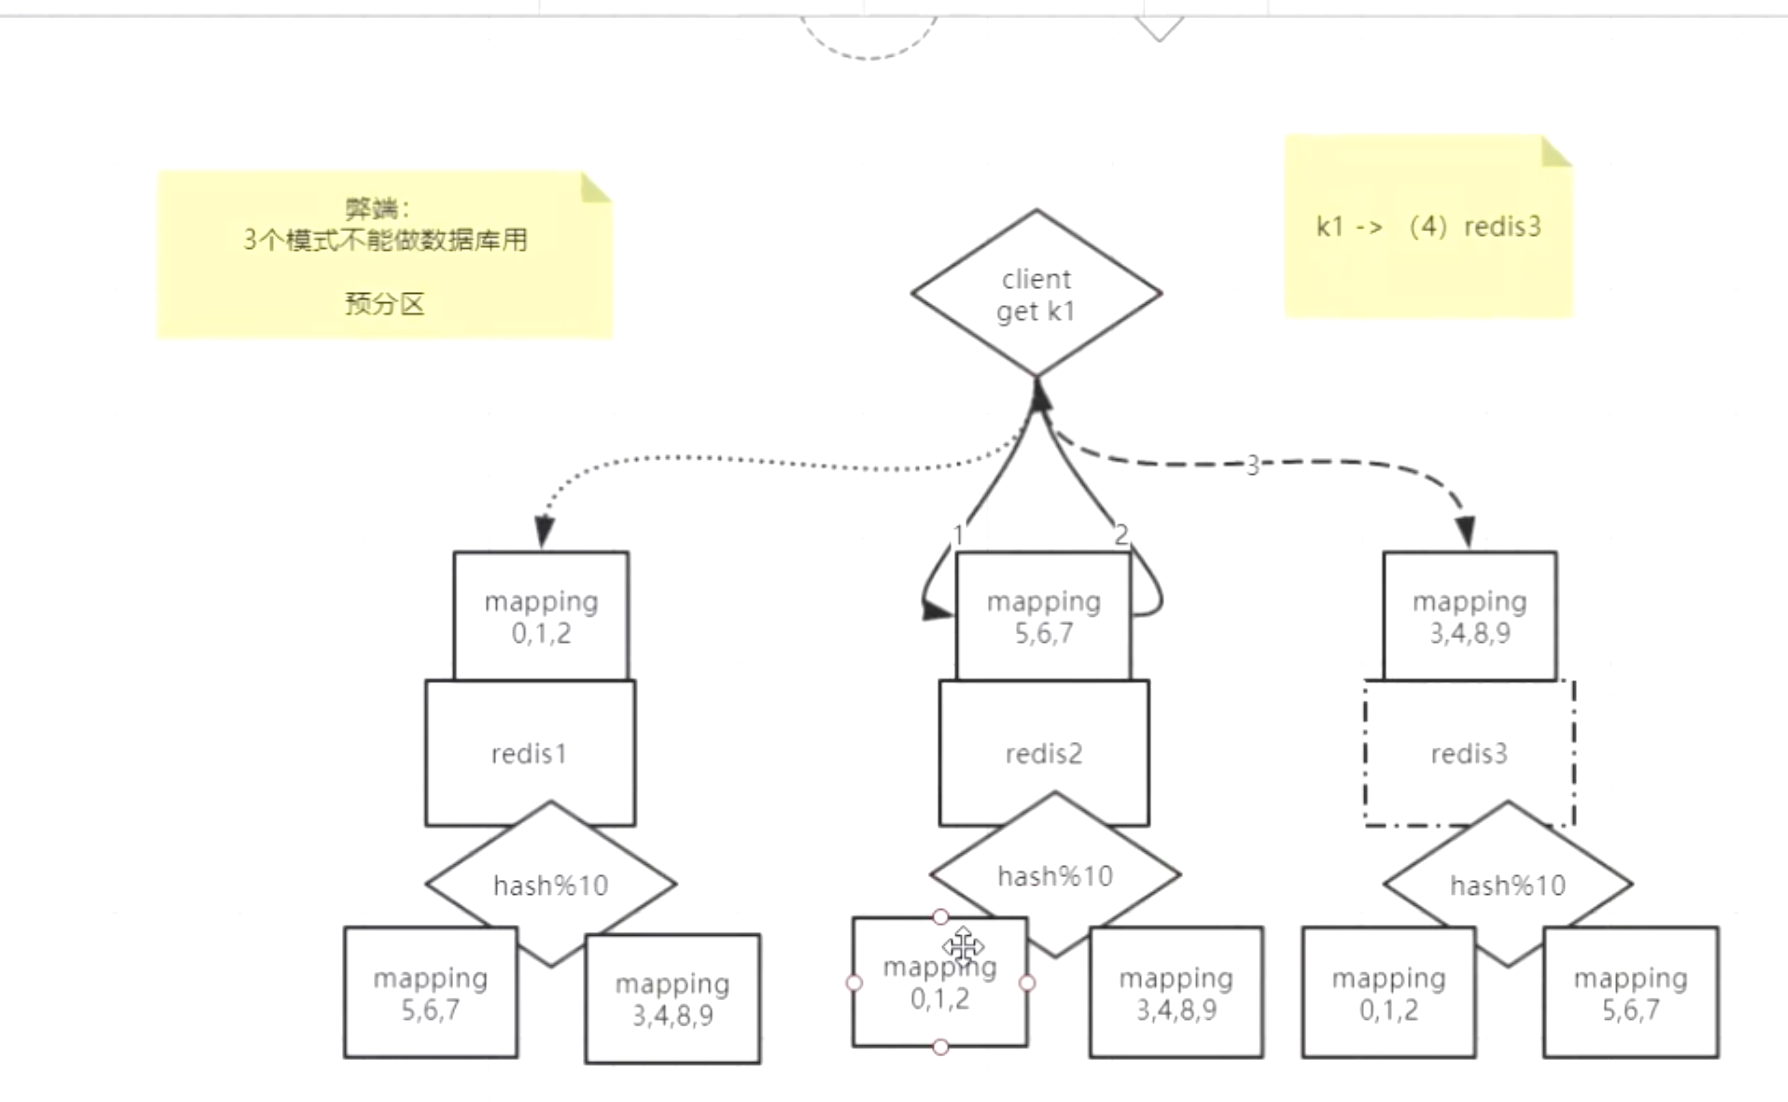 弊端：
3个模式不能做数据库用
预分区
k1 -> （4）redis3
client
get k1
1
2
3
mapping
0,1,2
mapping
5,6,7
mapping
3,4,8,9
redis1
redis2
redis3
hash%10
hash%10
hash%10
mapping
5,6,7
mapping
3,4,8,9
mapping
0,1,2
mapping
3,4,8,9
mapping
0,1,2
mapping
5,6,7